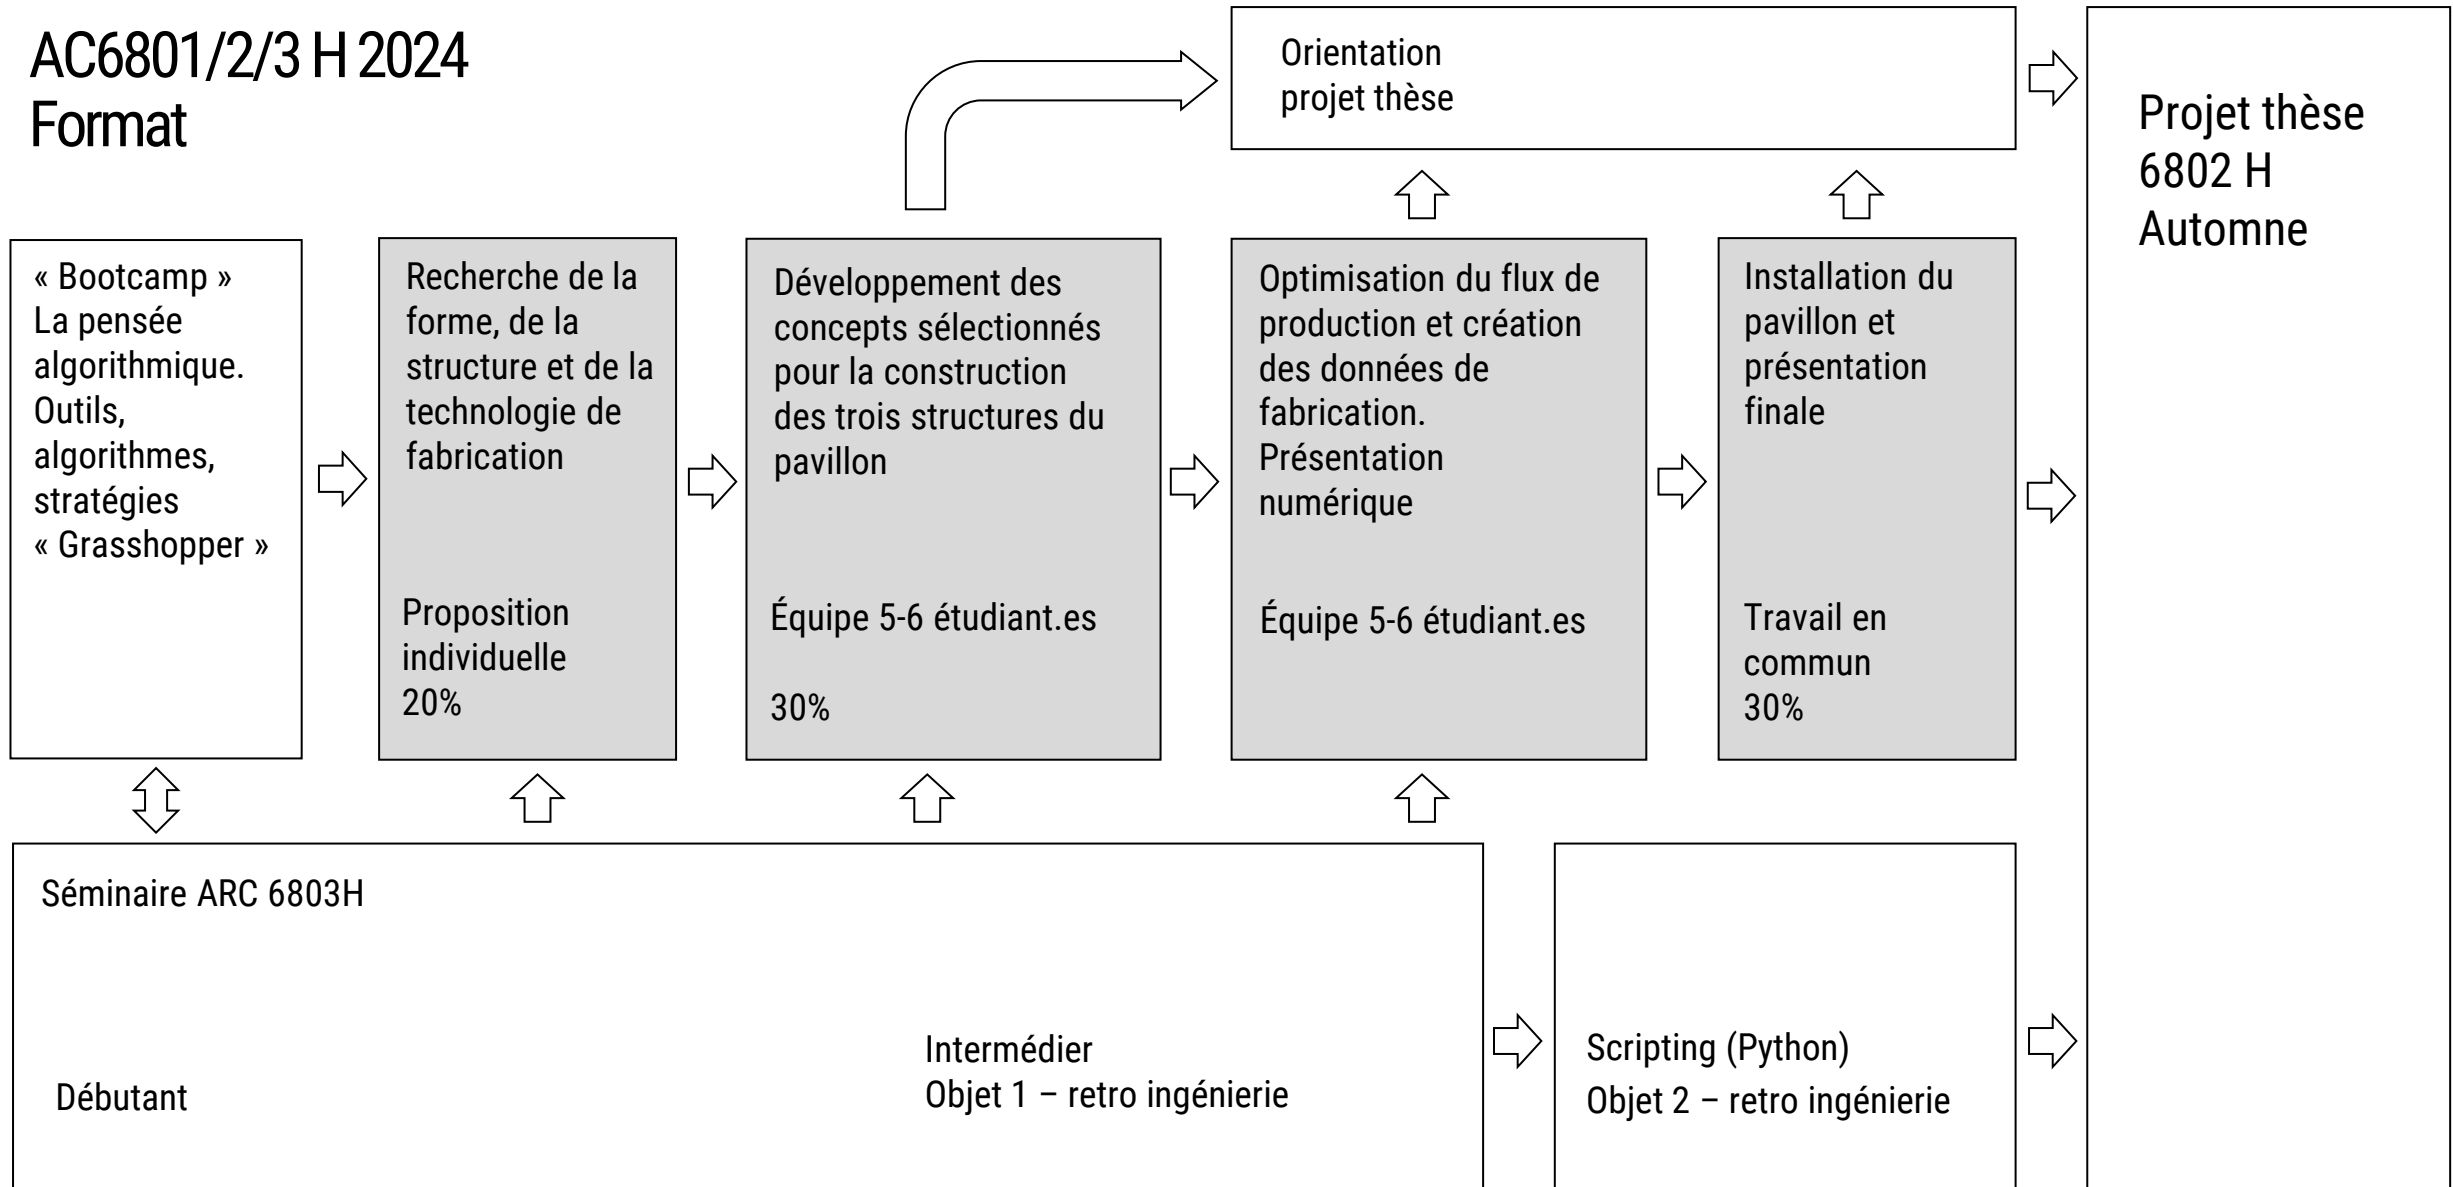 AC6801/2/3 H 2024
Format
Orientation
projet thèse
Projet thèse
6802 H
Automne
« Bootcamp »
La pensée
algorithmique.
Outils,
algorithmes,
stratégies
« Grasshopper »
Recherche de la
forme, de la
structure et de la
technologie de
fabrication
Proposition
individuelle
20%
Développement des
concepts sélectionnés
pour la construction
des trois structures du
pavillon
Équipe 5-6 étudiant.es
30%
Optimisation du flux de
production et création
des données de
fabrication.
Présentation
numérique
Équipe 5-6 étudiant.es
Installation du
pavillon et
présentation
finale
Travail en
commun
30%
Séminaire ARC 6803H
Débutant
Intermédier
Objet 1 – retro ingénierie
Scripting (Python)
Objet 2 – retro ingénierie